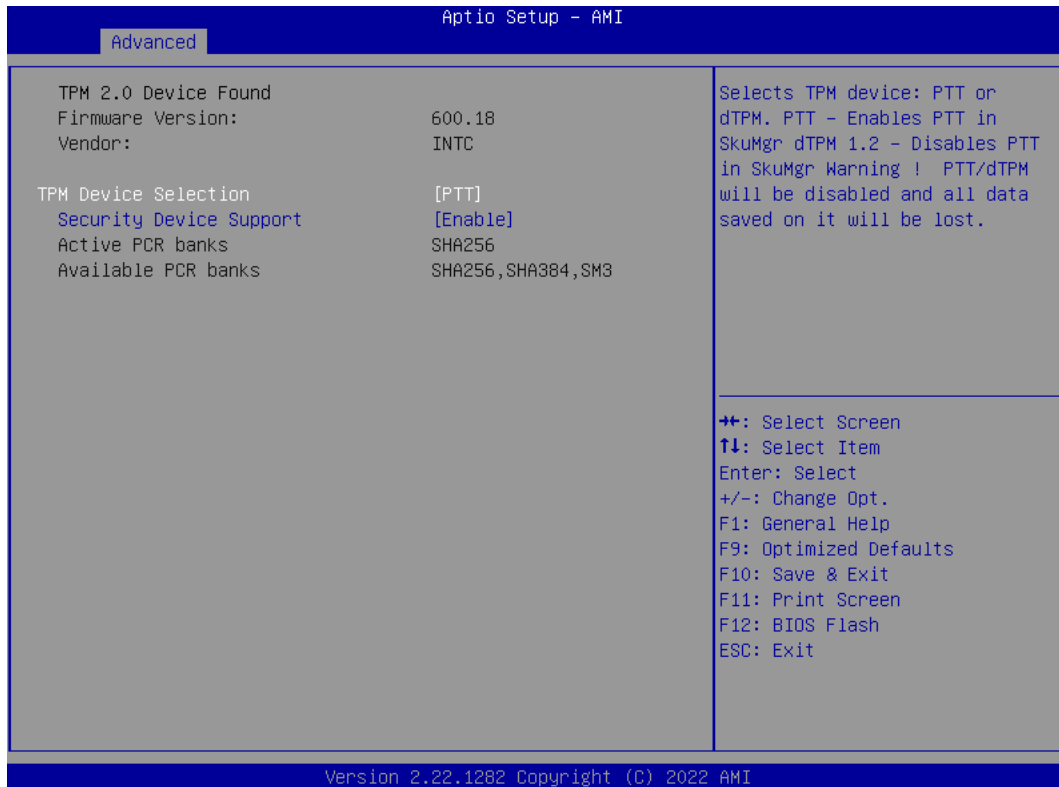 Aptio Setup – AMI
Advanced
TPM 2.0 Device Found
Firmware Version: 600.18
Vendor: INTC
TPM Device Selection [PTT]
Security Device Support [Enable]
Active PCR banks SHA256
Available PCR banks SHA256,SHA384,SM3
Selects TPM device: PTT or
dTPM. PTT – Enables PTT in
SkuMgr dTPM 1.2 – Disables PTT
in SkuMgr Warning ! PTT/dTPM
will be disabled and all data
saved on it will be lost.
→←: Select Screen
↑↓: Select Item
Enter: Select
+/-: Change Opt.
F1: General Help
F9: Optimized Defaults
F10: Save & Exit
F11: Print Screen
F12: BIOS Flash
ESC: Exit
Version 2.22.1282 Copyright (C) 2022 AMI